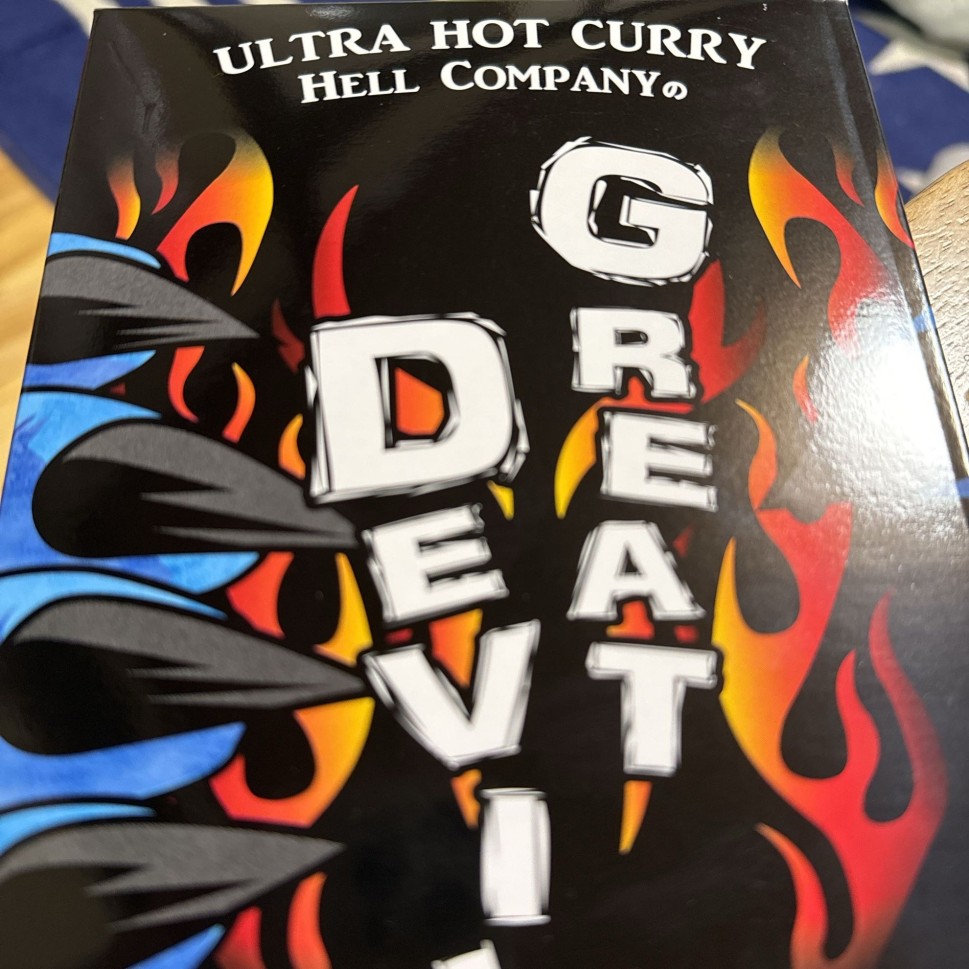 ULTRA HOT CURRY
HELL COMPANYの
GREAT
DEVI